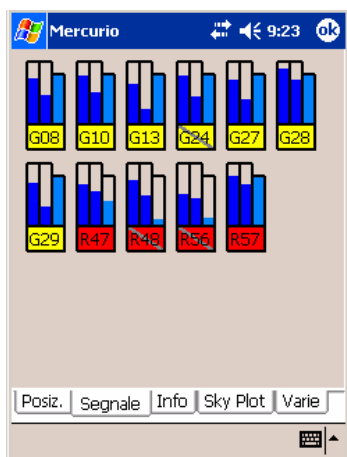 Mercurio 9:23 ok
G08 G10 G13 G24 G27 G28
G29 R47 R48 R56 R57
Posiz. Segnale Info Sky Plot Varie